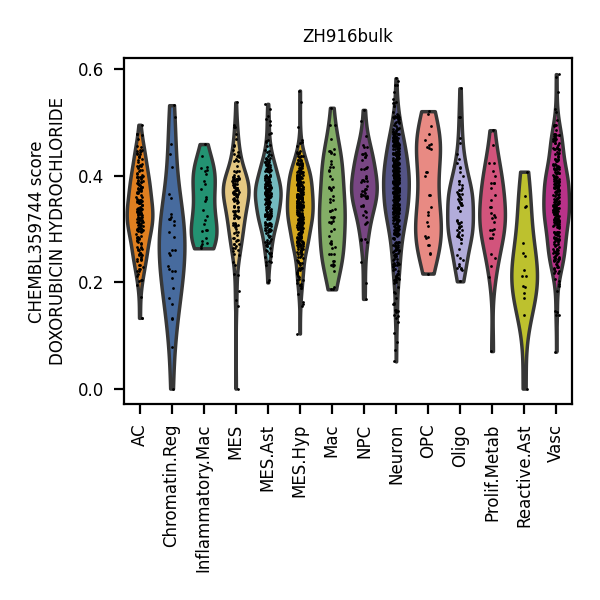 ZH916bulk
CHEMBL359744 score
DOXORUBICIN HYDROCHLORIDE
0.6
0.4
0.2
0.0
AC
Chromatin.Reg
Inflammatory.Mac
MES
MES.Ast
MES.Hyp
Mac
NPC
Neuron
OPC
Oligo
Prolif.Metab
Reactive.Ast
Vasc